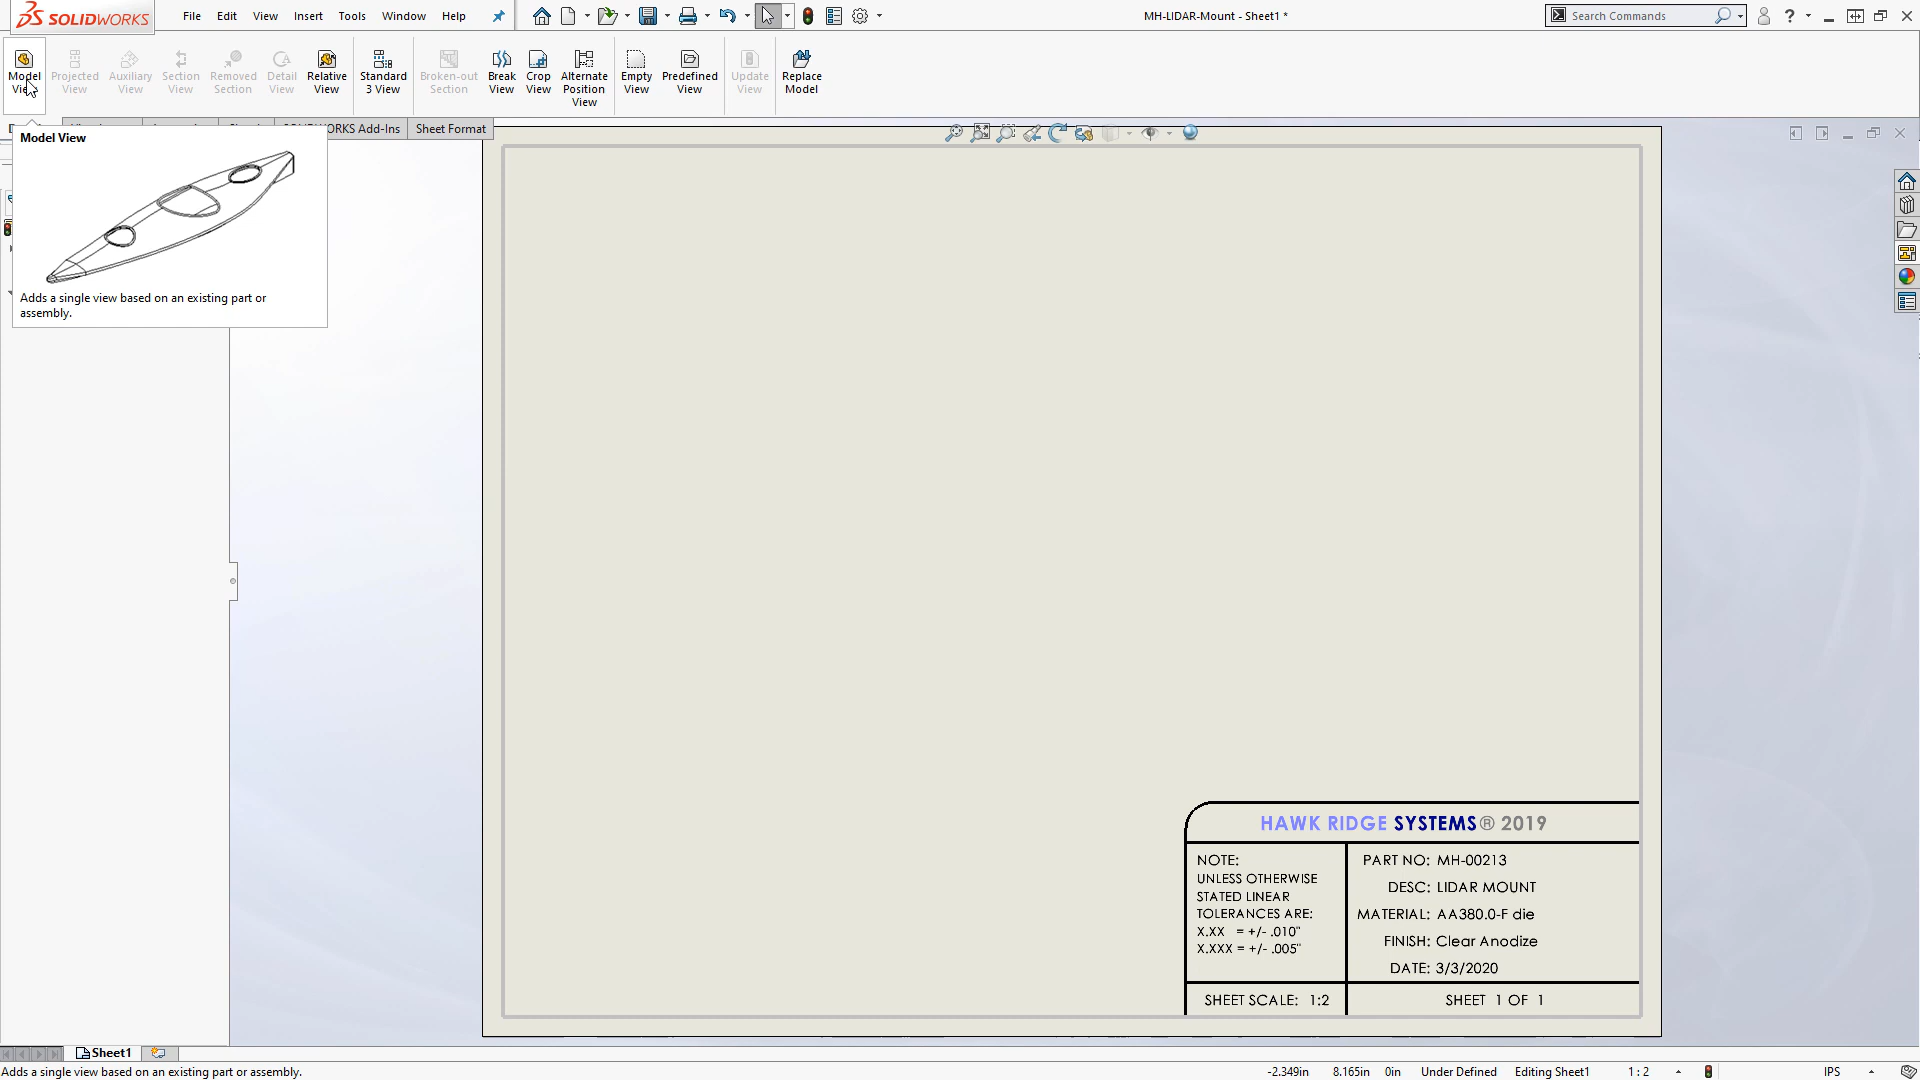 SOLIDWORKS
File Edit View Insert Tools Window Help
MH-LIDAR-Mount - Sheet1 *
Search Commands
Model View
Projected View
Auxiliary View
Section View
Removed Section
Detail View
Relative View
Standard 3 View
Broken-out Section
Break View
Crop View
Alternate Position View
Empty View
Predefined View
Update View
Replace Model
SOLIDWORKS Add-Ins
Sheet Format
Model View
Adds a single view based on an existing part or
assembly.
HAWK RIDGE SYSTEMS® 2019
NOTE:
UNLESS OTHERWISE
STATED LINEAR
TOLERANCES ARE:
X.XX = +/- .010"
X.XXX = +/- .005"
PART NO: MH-00213
DESC: LIDAR MOUNT
MATERIAL: AA380.0-F die
FINISH: Clear Anodize
DATE: 3/3/2020
SHEET SCALE: 1:2
SHEET 1 OF 1
Sheet1
Adds a single view based on an existing part or assembly.
-2.349in 8.165in 0in Under Defined Editing Sheet1 1 : 2 IPS